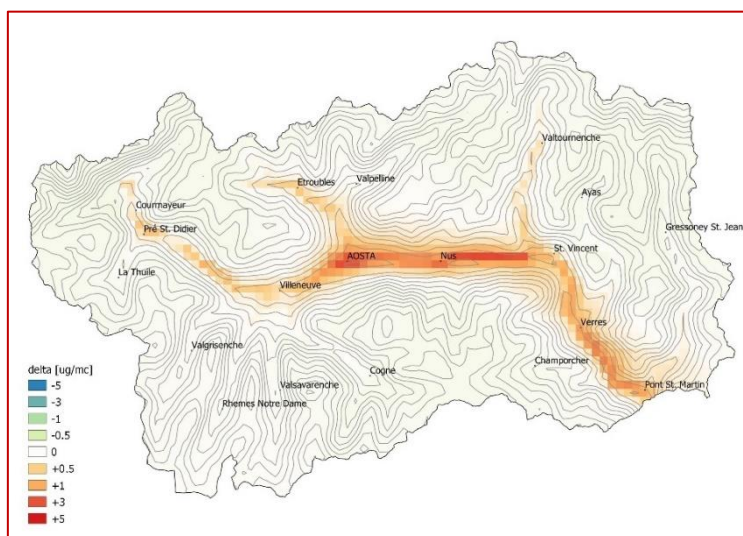 Valtournenche
Etroubles
Valpelline
Ayas
Courmayeur
Pré St. Didier
Gressoney St. Jean
St. Vincent
AOSTA
Nus
La Thuile
Villeneuve
Verres
Valgrisenche
Champorcher
Cogne
Valsavarenche
Pont St. Martin
Rhemes Notre Dame
delta [ug/mc]
-5
-3
-1
-0.5
0
+0.5
+1
+3
+5